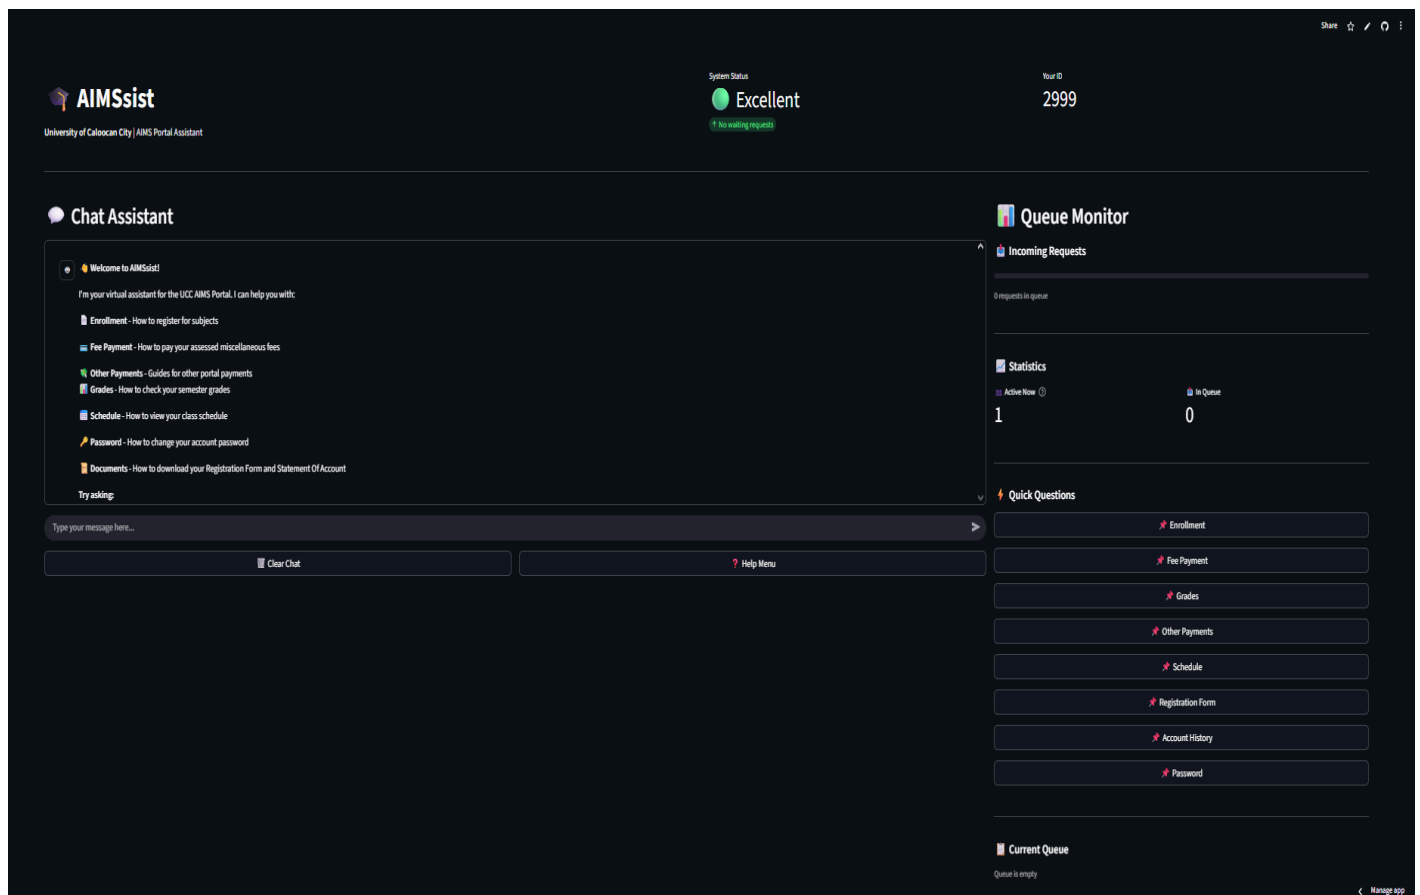 Share
AIMSsist
University of Caloocan City | AIMS Portal Assistant
System Status
Excellent
↑ No waiting requests
Your ID
2999
Chat Assistant
Welcome to AIMSsist!
I'm your virtual assistant for the UCC AIMS Portal. I can help you with:
Enrollment - How to register for subjects
Fee Payment - How to pay your assessed miscellaneous fees
Other Payments - Guides for other portal payments
Grades - How to check your semester grades
Schedule - How to view your class schedule
Password - How to change your account password
Documents - How to download your Registration Form and Statement Of Account
Try asking:
Type your message here...
Clear Chat
Help Menu
Queue Monitor
Incoming Requests
0 requests in queue
Statistics
Active Now
In Queue
1
0
Quick Questions
Enrollment
Fee Payment
Grades
Other Payments
Schedule
Registration Form
Account History
Password
Current Queue
Queue is empty
Manage app